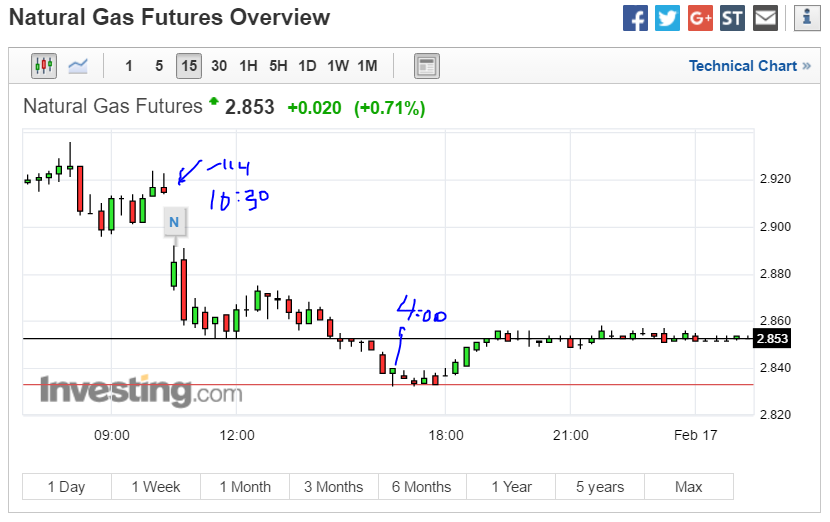 Natural Gas Futures Overview
ST
1 5 15 30 1H 5H 1D 1W 1M
Technical Chart »
Natural Gas Futures 2.853 +0.020 (+0.71%)
-114
10:30
N
4:00
2.920
2.900
2.880
2.860
2.853
2.840
2.820
Investing.com
09:00 12:00 18:00 21:00 Feb 17
1 Day 1 Week 1 Month 3 Months 6 Months 1 Year 5 years Max